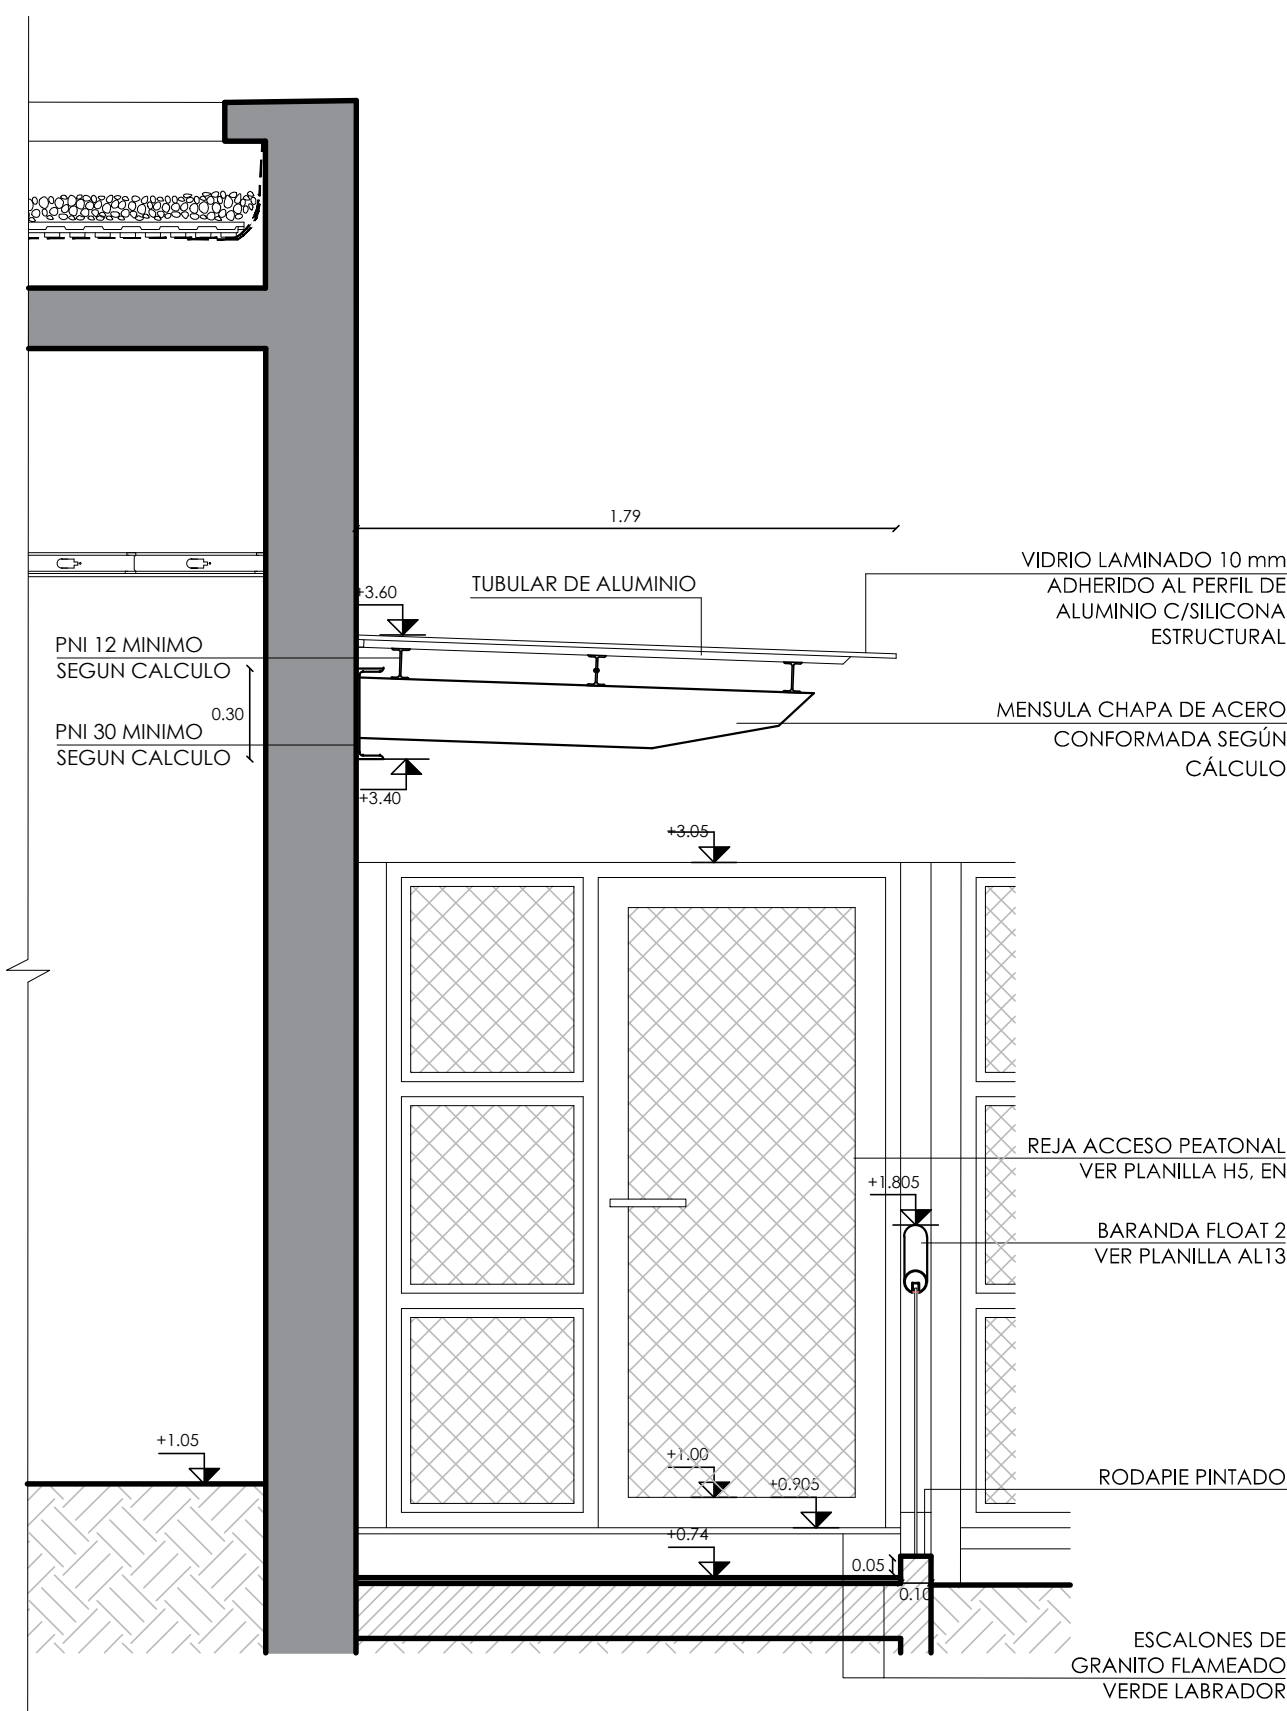 1.79
VIDRIO LAMINADO 10 mm
ADHERIDO AL PERFIL DE
ALUMINIO C/SILICONA
ESTRUCTURAL
TUBULAR DE ALUMINIO
+3.60
PNI 12 MINIMO
SEGUN CALCULO
0.30
PNI 30 MINIMO
SEGUN CALCULO
MENSULA CHAPA DE ACERO
CONFORMADA SEGÚN
CÁLCULO
+3.40
+3.05
REJA ACCESO PEATONAL
VER PLANILLA H5, EN
+1.805
BARANDA FLOAT 2
VER PLANILLA AL13
+1.05
+1.00
RODAPIE PINTADO
+0.905
+0.74
0.05
0.10
ESCALONES DE
GRANITO FLAMEADO
VERDE LABRADOR